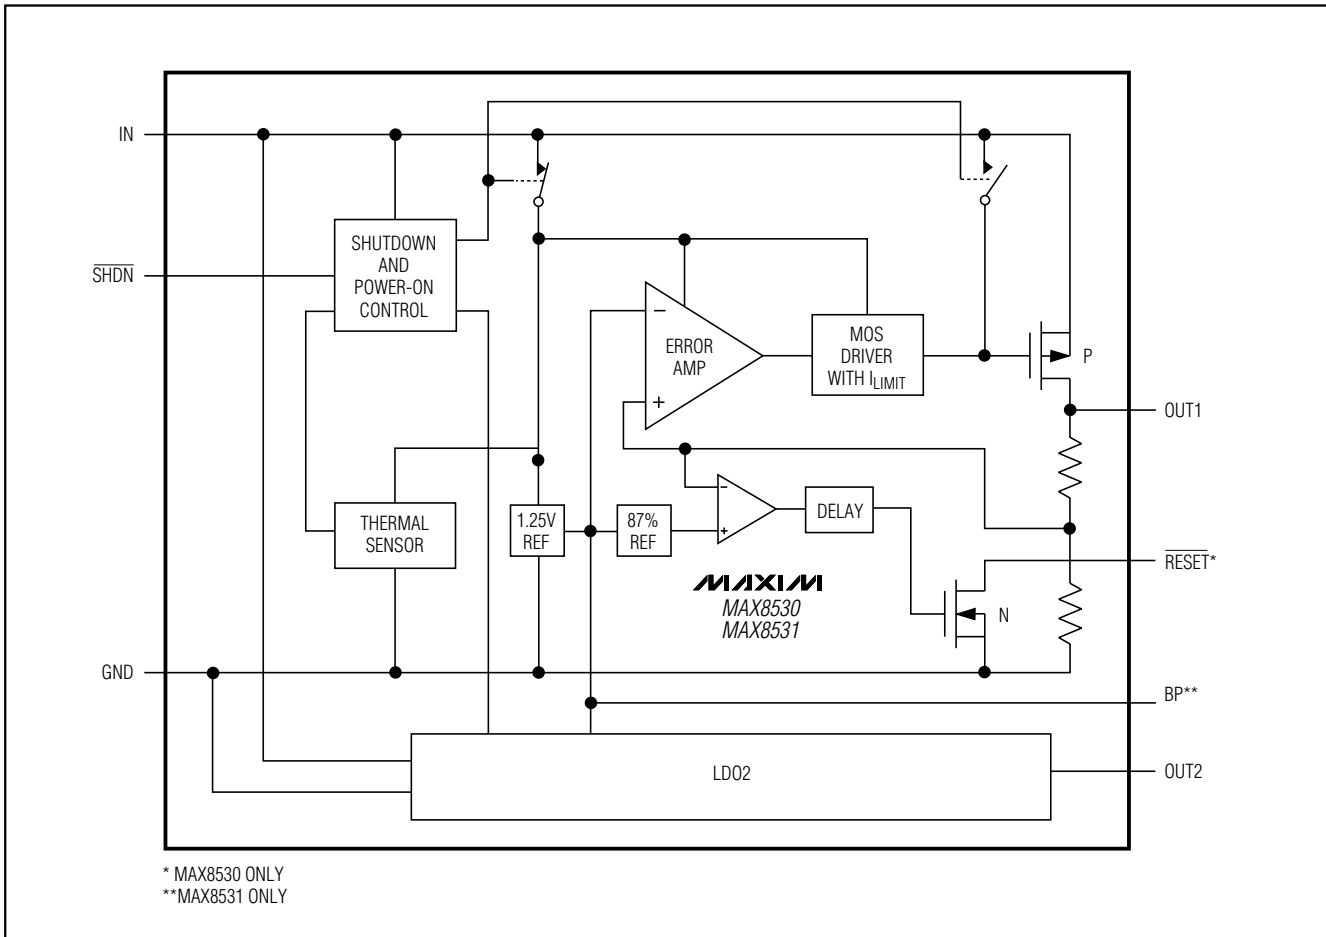 IN
SHDN
SHUTDOWN
AND
POWER-ON
CONTROL
ERROR
AMP
−
+
MOS
DRIVER
WITH ILIMIT
P
OUT1
THERMAL
SENSOR
1.25V
REF
87%
REF
−
+
DELAY
RESET*
N
MAXIM
MAX8530
MAX8531
GND
BP**
LDO2
OUT2
* MAX8530 ONLY
**MAX8531 ONLY